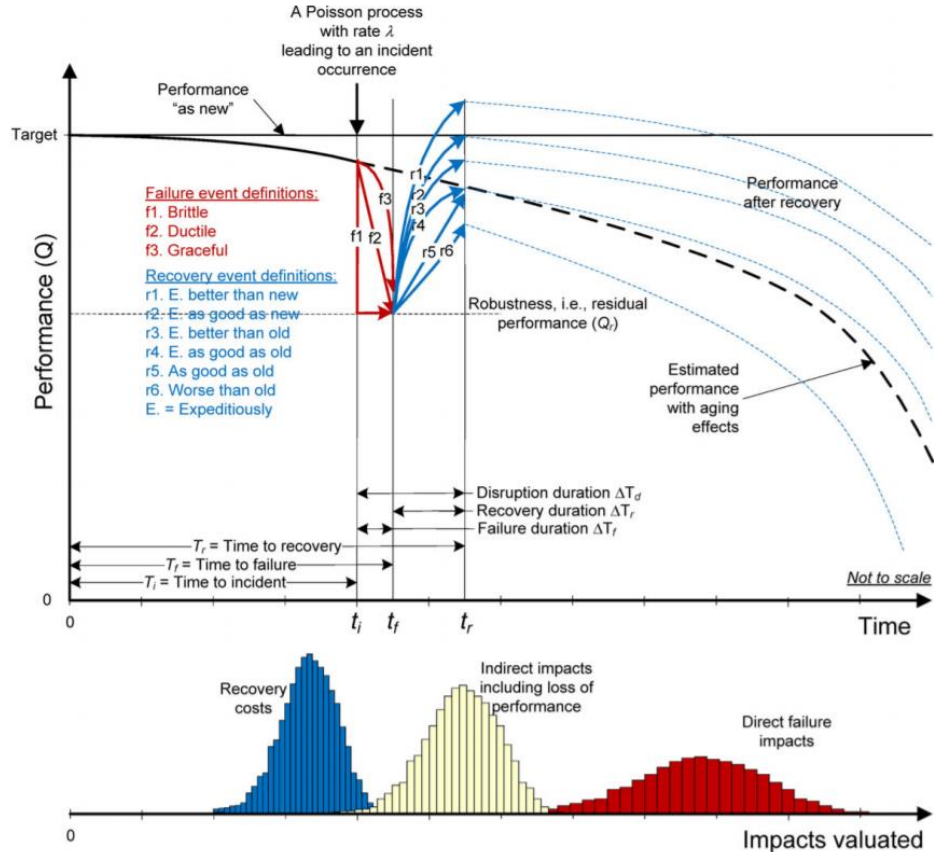 A Poisson process
with rate λ
leading to an incident
occurrence
Performance
"as new"
Target
Performance (Q)
Failure event definitions:
f1. Brittle
f2. Ductile
f3. Graceful
Recovery event definitions:
r1. E. better than new
r2. E. as good as new
r3. E. better than old
r4. E. as good as old
r5. As good as old
r6. Worse than old
E. = Expeditiously
f1
f2
f3
r1
r2
r3
r4
r5
r6
Performance
after recovery
Robustness, i.e., residual
performance (Qr)
Estimated
performance
with aging
effects
Disruption duration ΔTd
Recovery duration ΔTr
Failure duration ΔTf
Tr = Time to recovery
Tf = Time to failure
Ti = Time to incident
Not to scale
0
0
ti
tf
tr
Time
Recovery
costs
Indirect impacts
including loss of
performance
Direct failure
impacts
0
Impacts valuated